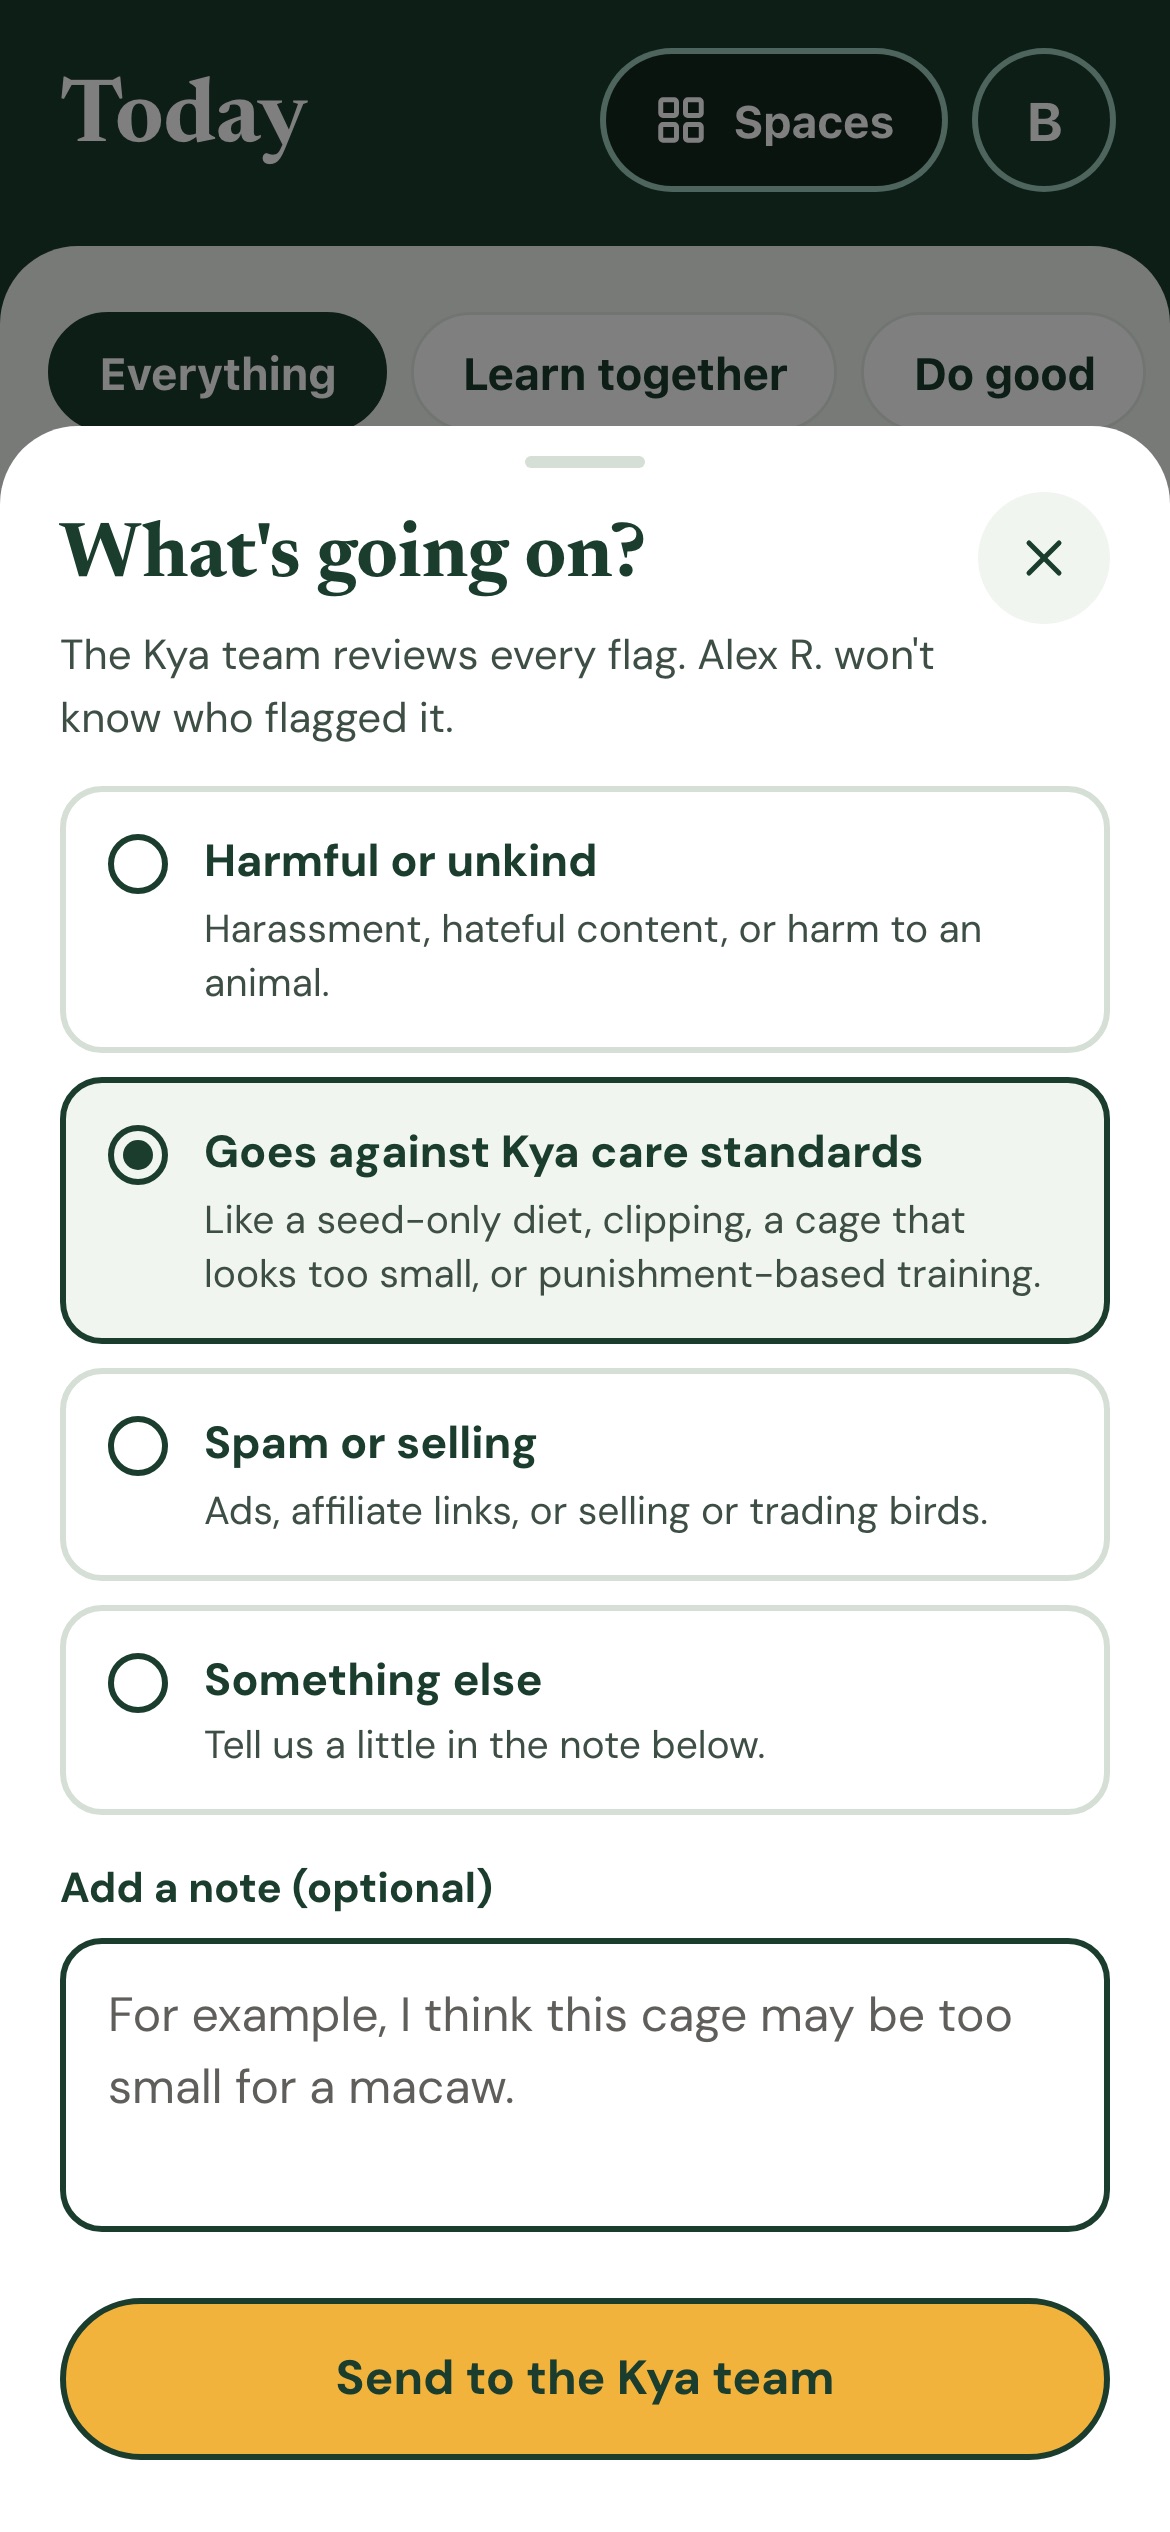 Today
Spaces
B
Everything
Learn together
Do good
What's going on?
The Kya team reviews every flag. Alex R. won't
know who flagged it.
Harmful or unkind
Harassment, hateful content, or harm to an
animal.
Goes against Kya care standards
Like a seed-only diet, clipping, a cage that
looks too small, or punishment-based training.
Spam or selling
Ads, affiliate links, or selling or trading birds.
Something else
Tell us a little in the note below.
Add a note (optional)
For example, I think this cage may be too
small for a macaw.
Send to the Kya team